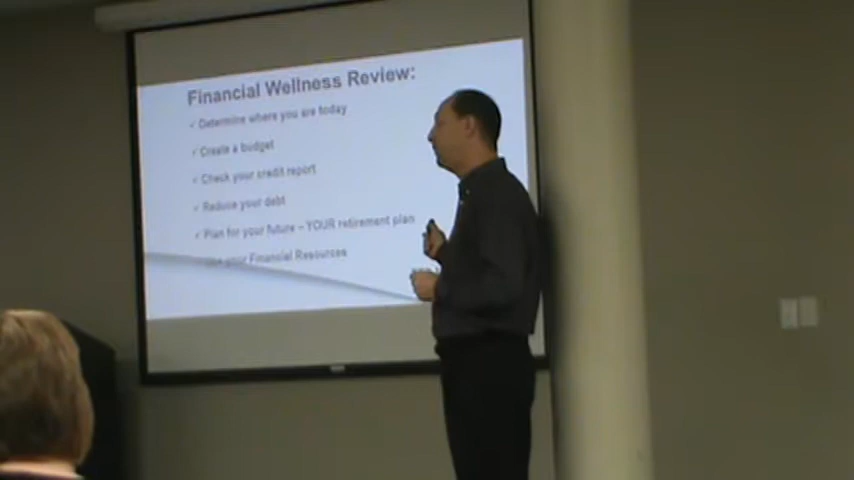 Financial Wellness Review:
✓ Determine where you are today
✓ Create a budget
✓ Check your credit report
✓ Reduce your debt
✓ Plan for your future – YOUR retirement plan
your Financial Resources